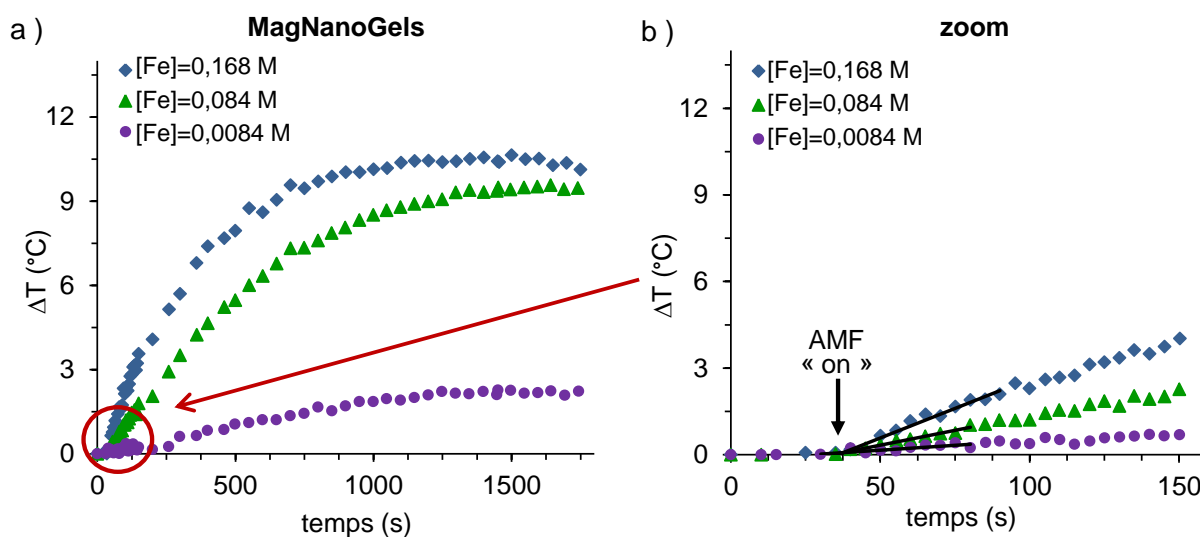 a )
MagNanoGels
[Fe]=0,168 M
[Fe]=0,084 M
[Fe]=0,0084 M
12
9
6
3
0
ΔT (°C)
0
500
1000
1500
temps (s)
b )
zoom
[Fe]=0,168 M
[Fe]=0,084 M
[Fe]=0,0084 M
12
9
6
3
0
ΔT (°C)
AMF
« on »
0
50
100
150
temps (s)